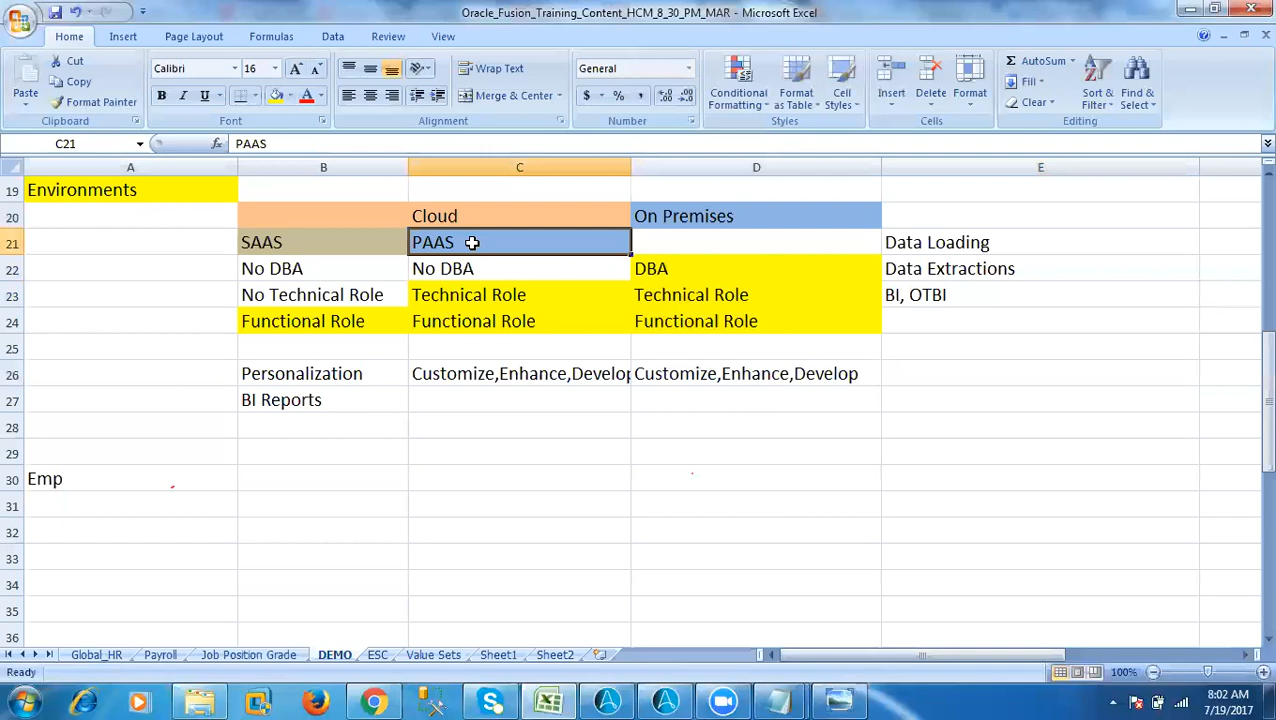 Oracle_Fusion_Training_Content_HCM_8_30_PM_MAR - Microsoft Excel
Home Insert Page Layout Formulas Data Review View
Paste
Cut
Copy
Format Painter
Clipboard
Calibri 16
B I U
Font
Wrap Text
Merge & Center
Alignment
General
$ % ,
Number
Conditional Formatting
Format as Table
Cell Styles
Styles
Insert Delete Format
Cells
AutoSum
Fill
Clear
Sort & Filter
Find & Select
Editing
C21 fx PAAS
A B C D E
19 Environments
20 Cloud On Premises
21 SAAS PAAS Data Loading
22 No DBA No DBA DBA Data Extractions
23 No Technical Role Technical Role Technical Role BI, OTBI
24 Functional Role Functional Role Functional Role
25
26 Personalization Customize,Enhance,Develop Customize,Enhance,Develop
27 BI Reports
28
29
30 Emp
31
32
33
34
35
36
Global_HR Payroll Job Position Grade DEMO ESC Value Sets Sheet1 Sheet2
Ready 100%
8:02 AM
7/19/2017